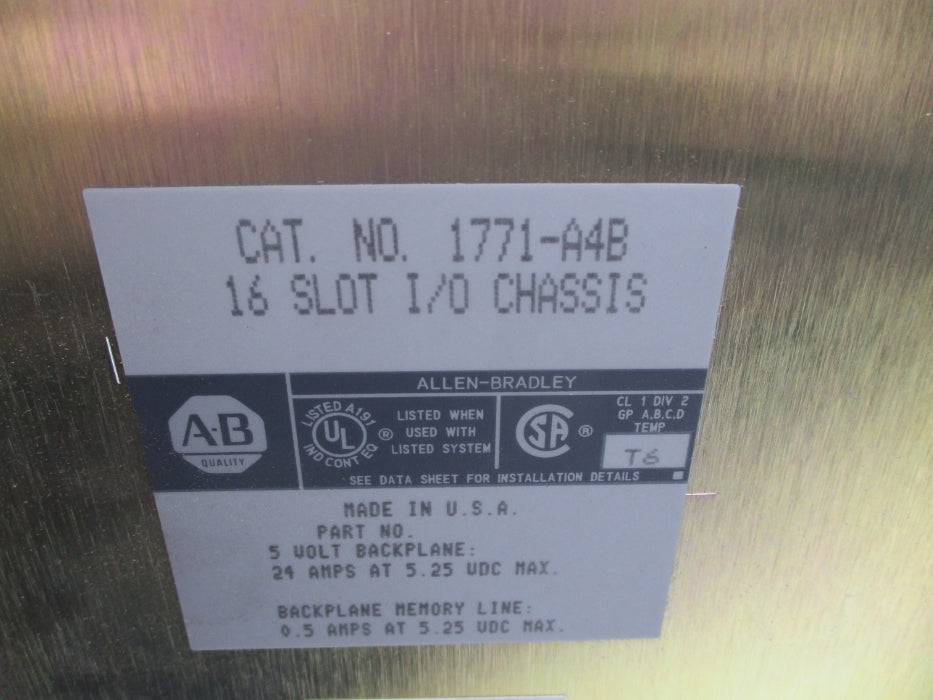 CAT. NO. 1771-A4B
16 SLOT I/O CHASSIS
ALLEN-BRADLEY
A·B
QUALITY
LISTED A191
UL
IND CONT EQ
®
LISTED WHEN
USED WITH
LISTED SYSTEM
SA
®
CL 1 DIV 2
GP A,B,C,D
TEMP
T6
SEE DATA SHEET FOR INSTALLATION DETAILS
MADE IN U.S.A.
PART NO.
5 VOLT BACKPLANE:
24 AMPS AT 5.25 VDC MAX.
BACKPLANE MEMORY LINE:
0.5 AMPS AT 5.25 VDC MAX.